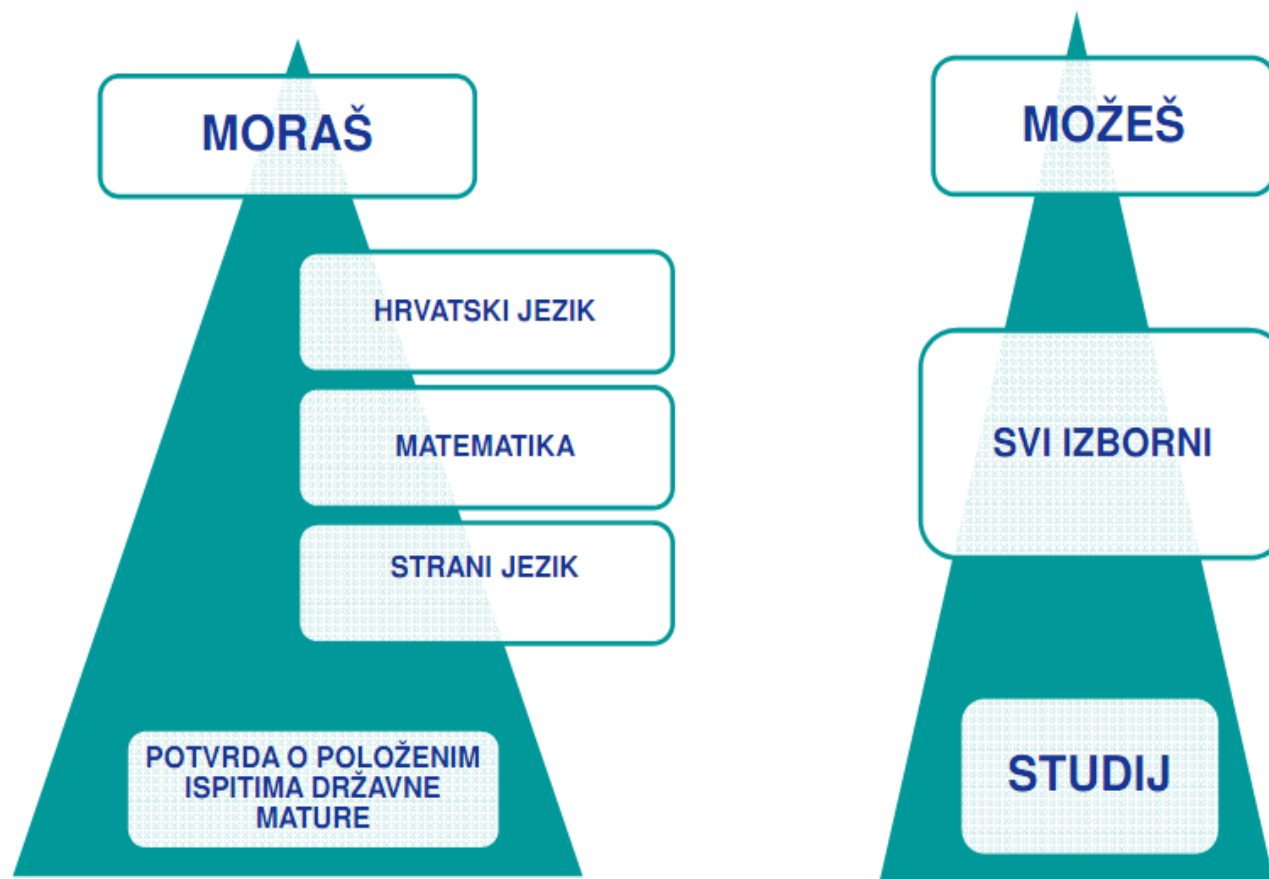 MORAŠ
HRVATSKI JEZIK
MATEMATIKA
STRANI JEZIK
POTVRDA O POLOŽENIM
ISPITIMA DRŽAVNE
MATURE
MOŽEŠ
SVI IZBORNI
STUDIJ